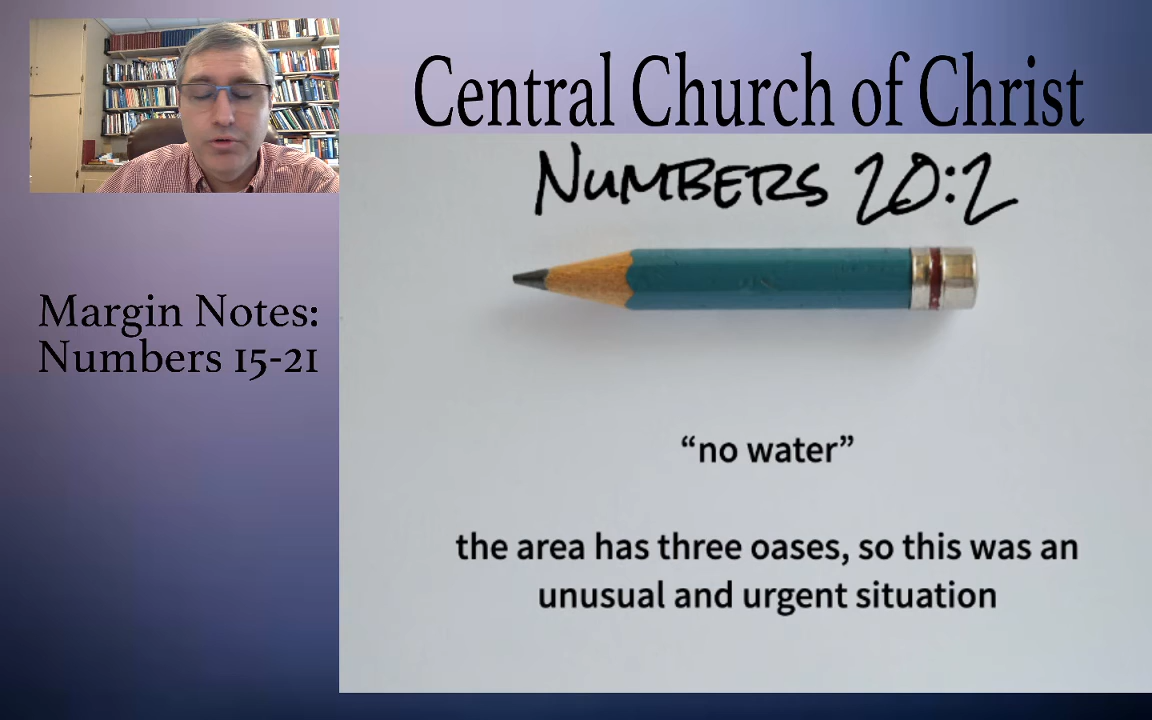 Central Church of Christ
Numbers 20:2
Margin Notes:
Numbers 15-21
“no water”
the area has three oases, so this was an
unusual and urgent situation